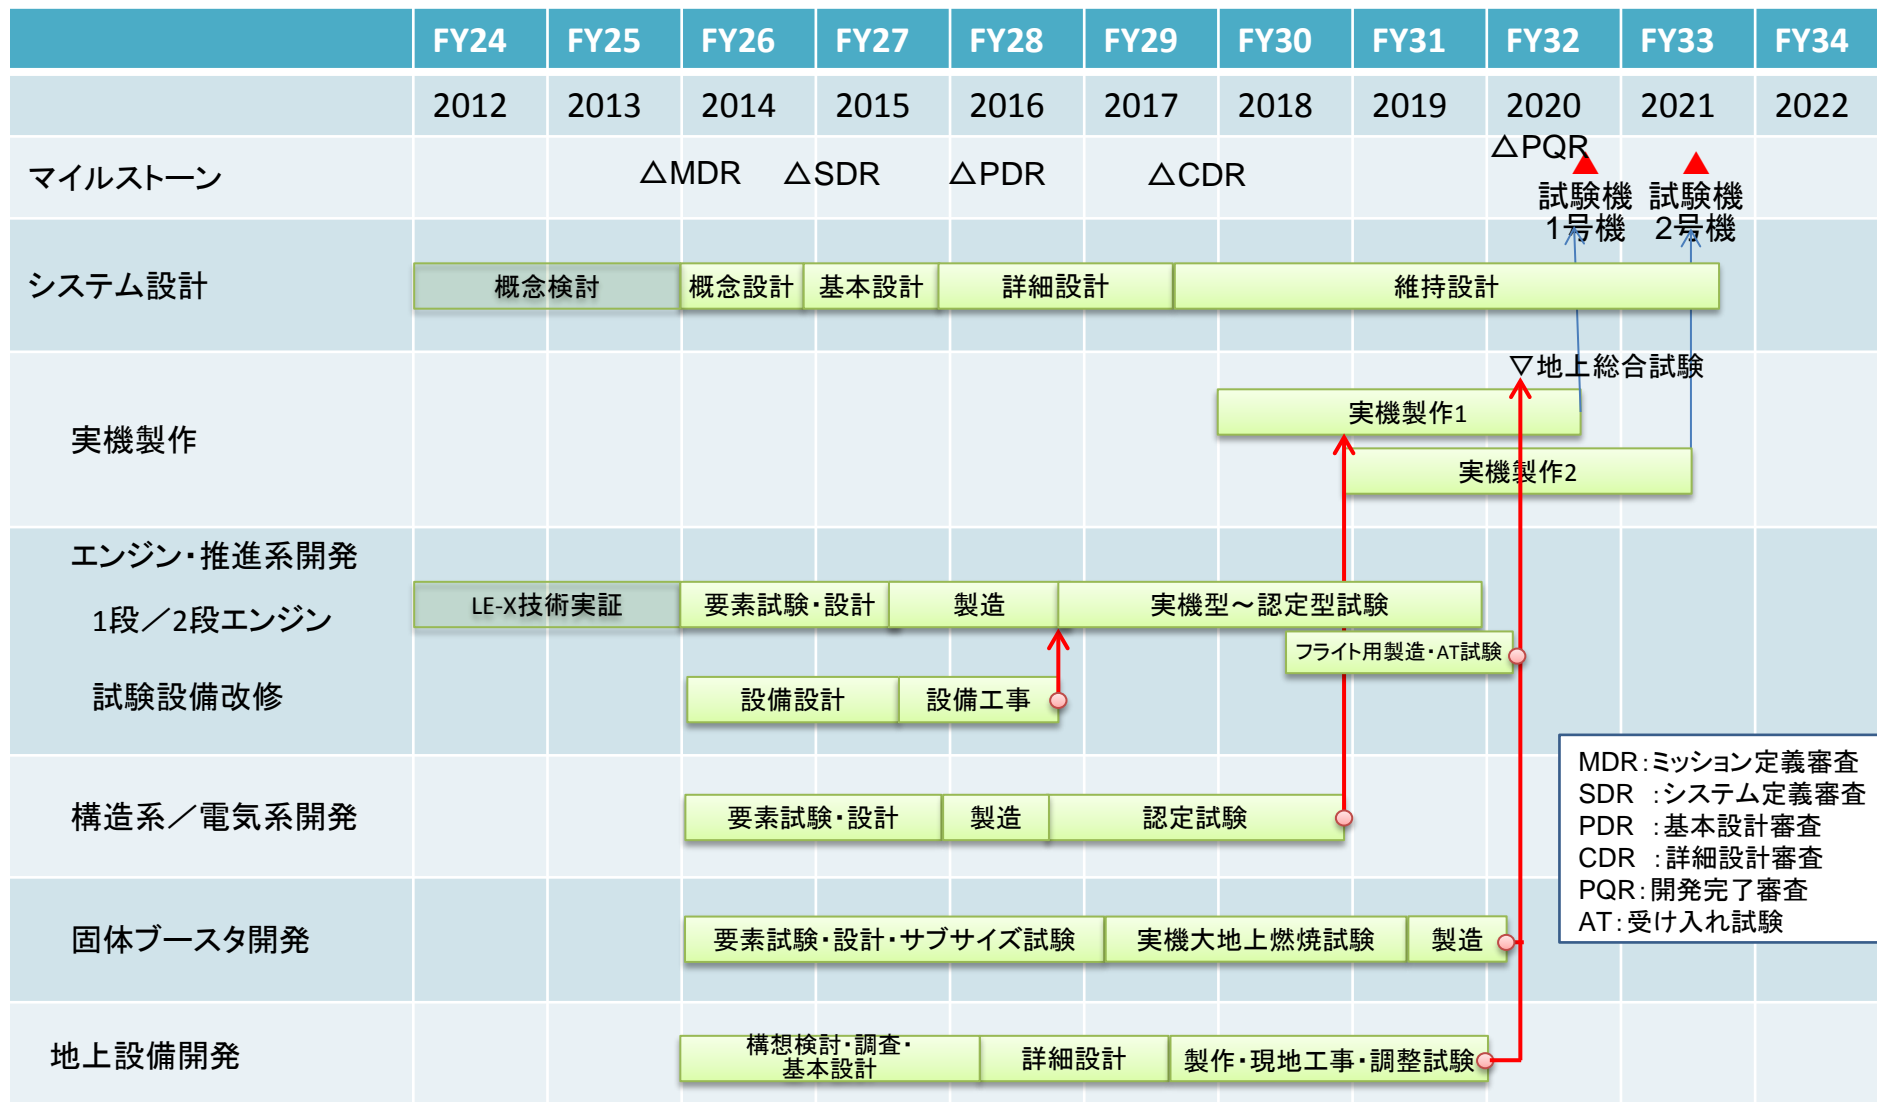 FY24 FY25 FY26 FY27 FY28 FY29 FY30 FY31 FY32 FY33 FY34
2012 2013 2014 2015 2016 2017 2018 2019 2020 2021 2022
マイルストーン
△MDR △SDR △PDR △CDR △PQR
▲ ▲
試験機 試験機
1号機 2号機
システム設計
概念検討 概念設計 基本設計 詳細設計 維持設計
▽地上総合試験
実機製作
実機製作1
実機製作2
エンジン・推進系開発
1段／2段エンジン
LE-X技術実証 要素試験・設計 製造 実機型～認定型試験
フライト用製造・AT試験
試験設備改修
設備設計 設備工事
構造系／電気系開発
要素試験・設計 製造 認定試験
固体ブースタ開発
要素試験・設計・サブサイズ試験 実機大地上燃焼試験 製造
地上設備開発
構想検討・調査・
基本設計
詳細設計 製作・現地工事・調整試験
MDR：ミッション定義審査
SDR ：システム定義審査
PDR ：基本設計審査
CDR ：詳細設計審査
PQR：開発完了審査
AT：受け入れ試験